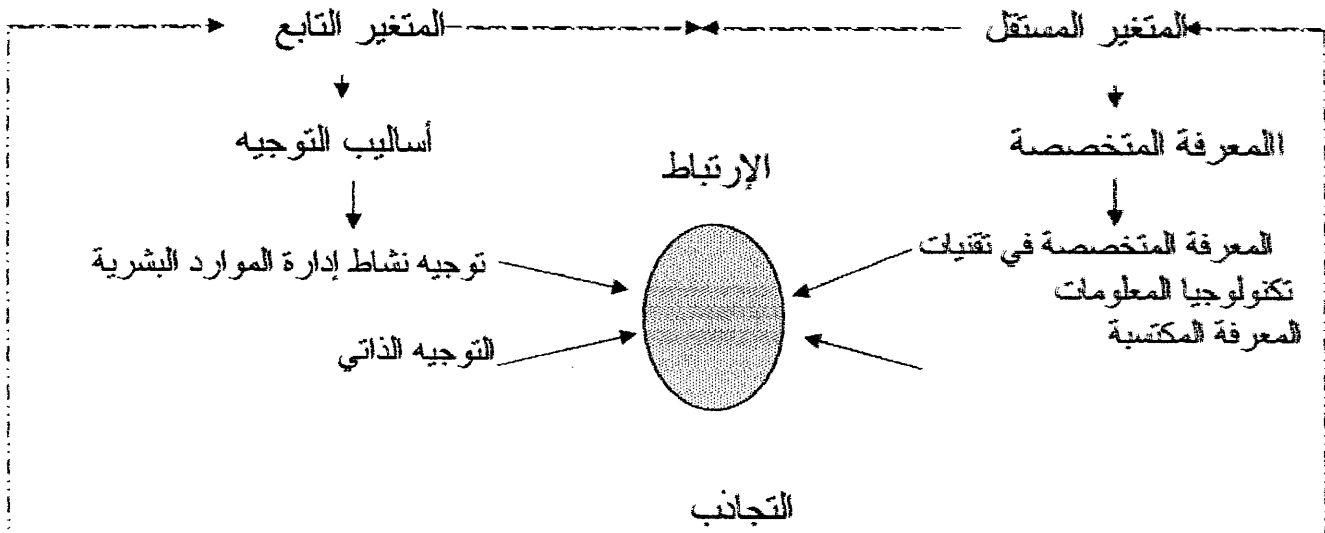 المتغير المستقل
المتغير التابع
االمعرفة المتخصصة
أساليب التوجيه
الإرتباط
المعرفة المتخصصة في تقنيات
تكنولوجيا المعلومات
المعرفة المكتسبة
توجيه نشاط إدارة الموارد البشرية
التوجيه الذاتي
التجاذب